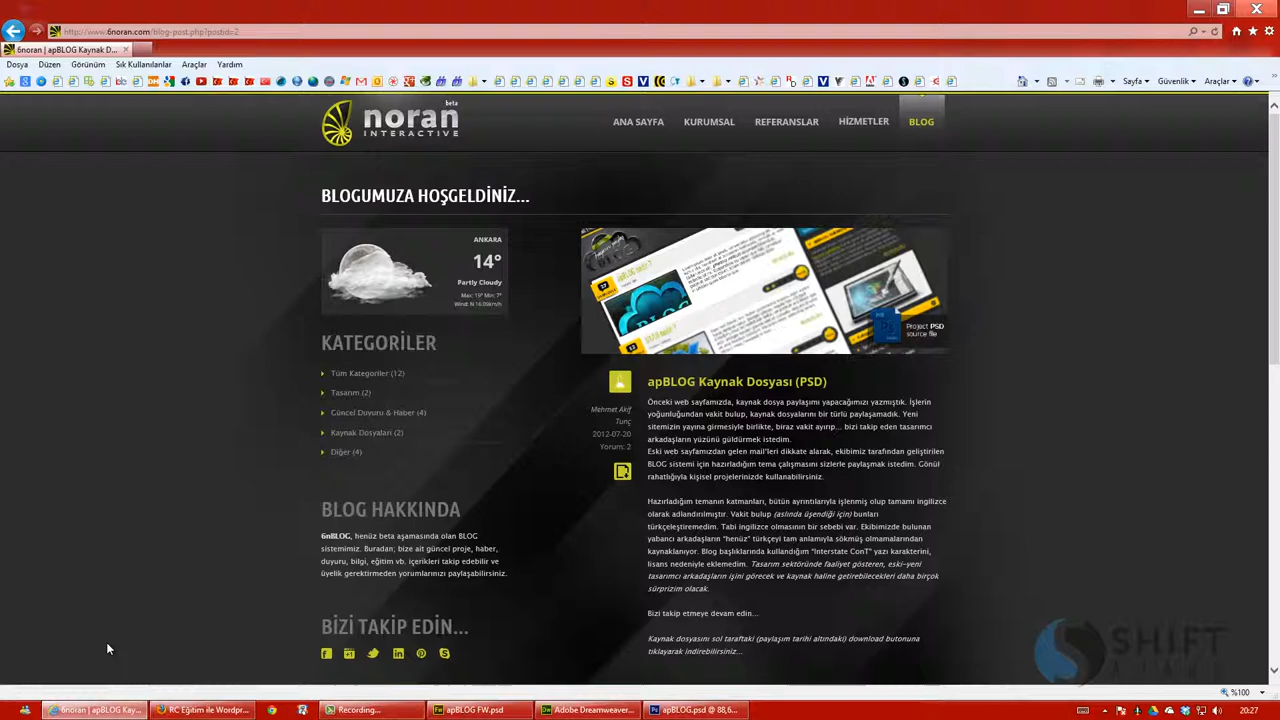 http://www.6noran.com/blog-post.php?postid=2
6noran | apBLOG Kaynak D...
Dosya Düzen Görünüm Sık Kullanılanlar Araçlar Yardım
Sayfa Güvenlik Araçlar
noran beta
INTERACTIVE
ANA SAYFA KURUMSAL REFERANSLAR HİZMETLER BLOG
BLOGUMUZA HOŞGELDİNİZ...
ANKARA
14°
Partly Cloudy
Max: 19° Min: 7°
Wind: N 16.09km/h
KATEGORİLER
Tüm Kategoriler (12)
Tasarım (2)
Güncel Duyuru & Haber (4)
Kaynak Dosyaları (2)
Diğer (4)
BLOG HAKKINDA
6nBLOG, henüz beta aşamasında olan BLOG
sistemimiz. Buradan; bize ait güncel proje, haber,
duyuru, bilgi, eğitim vb. içerikleri takip edebilir ve
üyelik gerektirmeden yorumlarınızı paylaşabilirsiniz.
BİZİ TAKİP EDİN...
Project PSD
source file
apBLOG Kaynak Dosyası (PSD)
Mehmet Akif
Tunç
2012-07-20
Yorum: 2
Önceki web sayfamızda, kaynak dosya paylaşımı yapacağımızı yazmıştık. İşlerin
yoğunluğundan vakit bulup, kaynak dosyalarını bir türlü paylaşamadık. Yeni
sitemizin yayına girmesiyle birlikte, biraz vakit ayırıp... bizi takip eden tasarımcı
arkadaşların yüzünü güldürmek istedim.
Eski web sayfamızdan gelen mail'leri dikkate alarak, ekibimiz tarafından geliştirilen
BLOG sistemi için hazırladığım tema çalışmasını sizlerle paylaşmak istedim. Gönül
rahatlığıyla kişisel projelerinizde kullanabilirsiniz.
Hazırladığım temanın katmanları, bütün ayrıntılarıyla işlenmiş olup tamamı ingilizce
olarak adlandırılmıştır. Vakit bulup (aslında üşendiği için) bunları
türkçeleştiremedim. Tabi ingilizce olmasının bir sebebi var. Ekibimizde bulunan
yabancı arkadaşların “henüz” türkçeyi tam anlamıyla sökmüş olmamalarından
kaynaklanıyor. Blog başlıklarında kullandığım “Interstate ConT” yazı karakterini,
lisans nedeniyle eklemedim. Tasarım sektöründe faaliyet gösteren, eski-yeni
tasarımcı arkadaşların işini görecek ve kaynak haline getirebilecekleri daha birçok
sürprizim olacak.
Bizi takip etmeye devam edin...
Kaynak dosyasını sol taraftaki (paylaşım tarihi altındaki) download butonuna
tıklayarak indirebilirsiniz...
SHIFT
%100
6noran | apBLOG Kay... RC Eğitim ile Wordpr... Recording... apBLOG FW.psd Adobe Dreamweaver... apBLOG.psd @ 88,6... 20:27